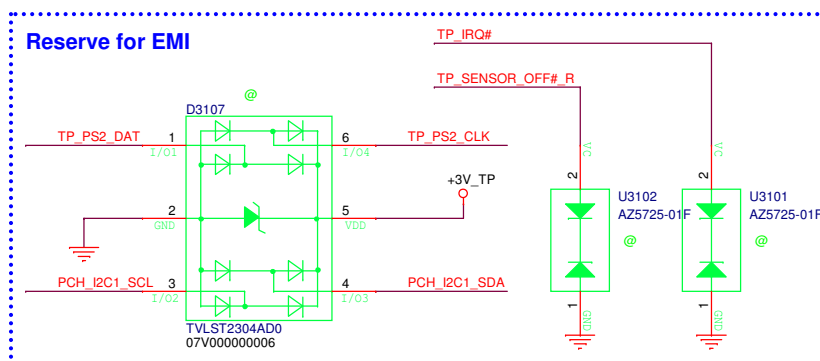 Reserve for EMI
TP_IRQ#
TP_SENSOR_OFF#_R
@
D3107
TP_PS2_DAT
1
I/O1
6
I/O4
TP_PS2_CLK
+3V_TP
2
GND
5
VDD
PCH_I2C1_SCL
3
I/O2
4
I/O3
PCH_I2C1_SDA
TVLST2304AD0
07V000000006
VC
2
U3102
AZ5725-01F
@
1
GND
VC
2
U3101
AZ5725-01F
@
1
GND